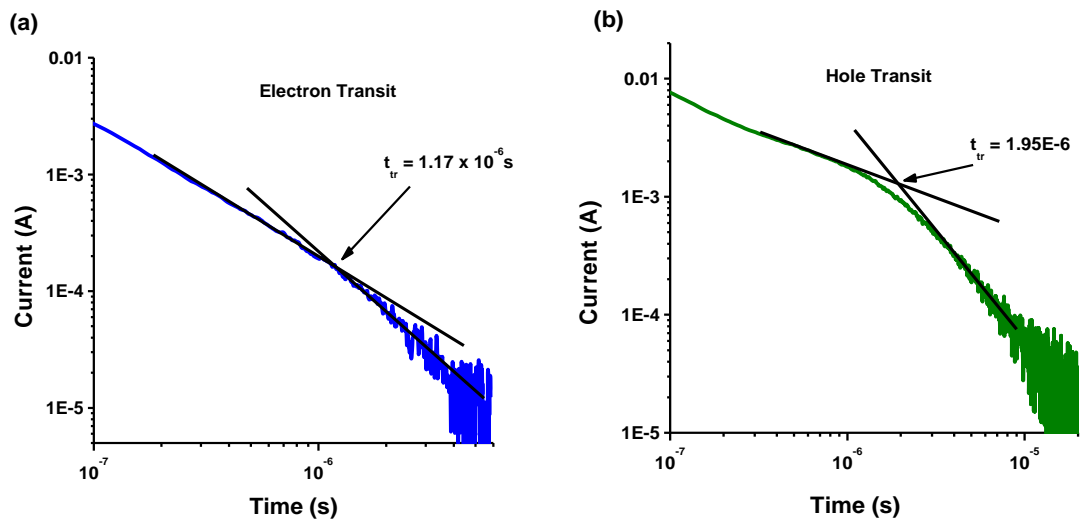 (a)
0.01
Electron Transit
t_tr = 1.17 x 10^-6 s
1E-3
Current (A)
1E-4
1E-5
10^-7
10^-6
Time (s)
(b)
0.01
Hole Transit
t_tr = 1.95E-6
1E-3
Current (A)
1E-4
1E-5
10^-7
10^-6
10^-5
Time (s)